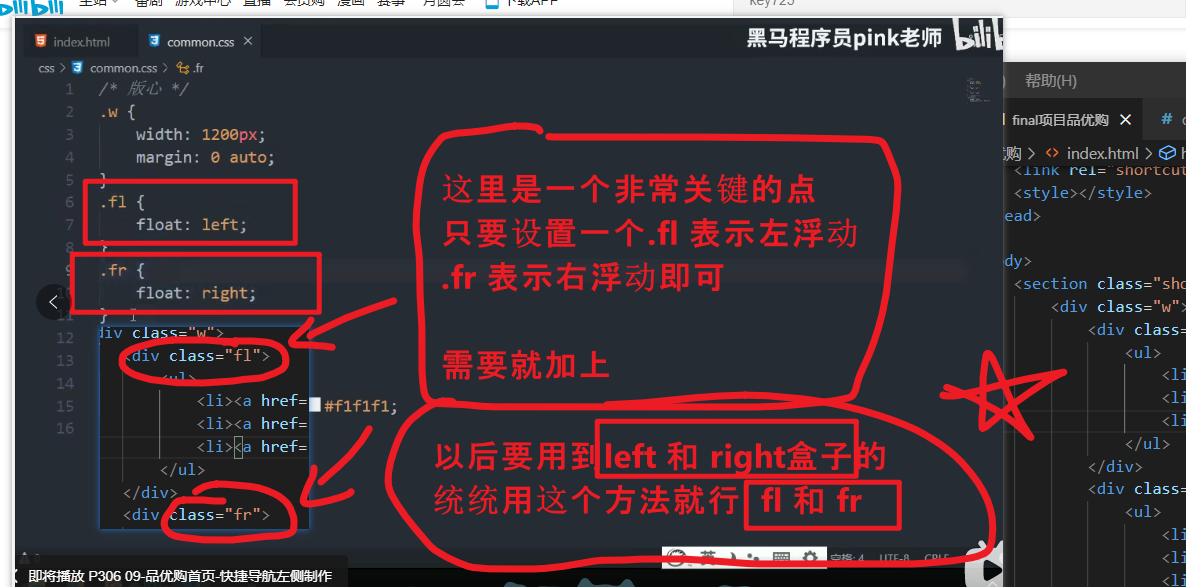 主站 番剧 游戏中心 直播 会员购 漫画 赛事 月圆会 下载APP
key725
index.html
common.css ×
黑马程序员pink老师
css > common.css > .fr
1 /* 版心 */
2 .w {
3 width: 1200px;
4 margin: 0 auto;
5 }
6 .fl {
7 float: left;
8 }
9 .fr {
10 float: right;
11 }
12
13
14
15 #f1f1f1;
16
div class="w">
<div class="fl">
<ul>
<li><a href=
<li><a href=
<li><a href=
</ul>
</div>
<div class="fr">
这里是一个非常关键的点
只要设置一个.fl 表示左浮动
.fr 表示右浮动即可
需要就加上
以后要用到left 和 right盒子的
统统用这个方法就行 fl 和 fr
帮助(H)
final项目品优购 ×
#
购 > <> index.html >
<link rel="shortcut
<style></style>
ead>
dy>
<section class="sho
<div class="w">
<div class=
<ul>
<li
<li
<li
</ul>
</div>
<div class=
<ul>
<li
<li
<li
英
空格: 4 UTF-8 CRLF
即将播放 P306 09-品优购首页-快捷导航左侧制作